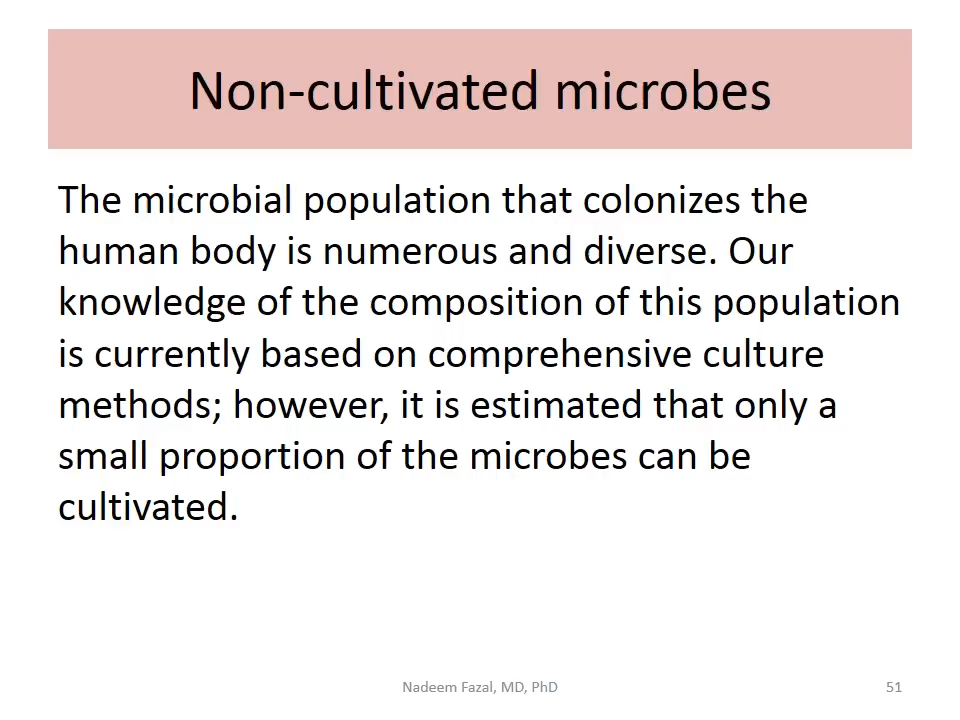 Non-cultivated microbes
The microbial population that colonizes the
human body is numerous and diverse. Our
knowledge of the composition of this population
is currently based on comprehensive culture
methods; however, it is estimated that only a
small proportion of the microbes can be
cultivated.
Nadeem Fazal, MD, PhD
51